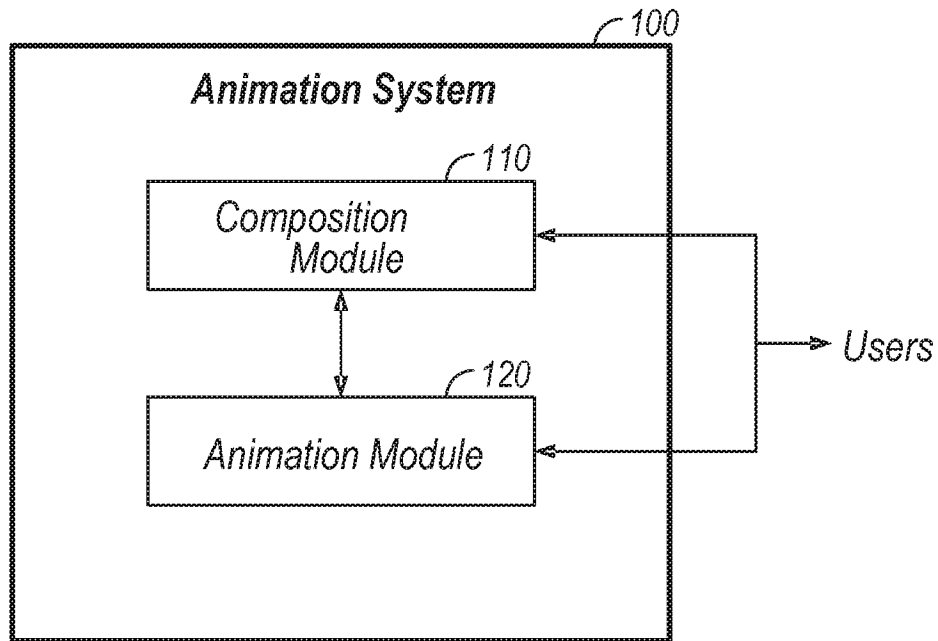 100
Animation System
110
Composition
Module
Users
120
Animation Module